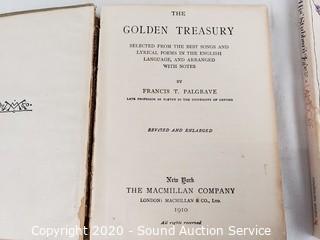 THE
GOLDEN TREASURY
SELECTED FROM THE BEST SONGS AND
LYRICAL POEMS IN THE ENGLISH
LANGUAGE, AND ARRANGED
WITH NOTES
BY
FRANCIS T. PALGRAVE
LATE PROFESSOR OF POETRY IN THE UNIVERSITY OF OXFORD
REVISED AND ENLARGED
New York
THE MACMILLAN COMPANY
LONDON: MACMILLAN & CO., LTD.
1910
All rights reserved
Copyright 2020 - Sound Auction Service